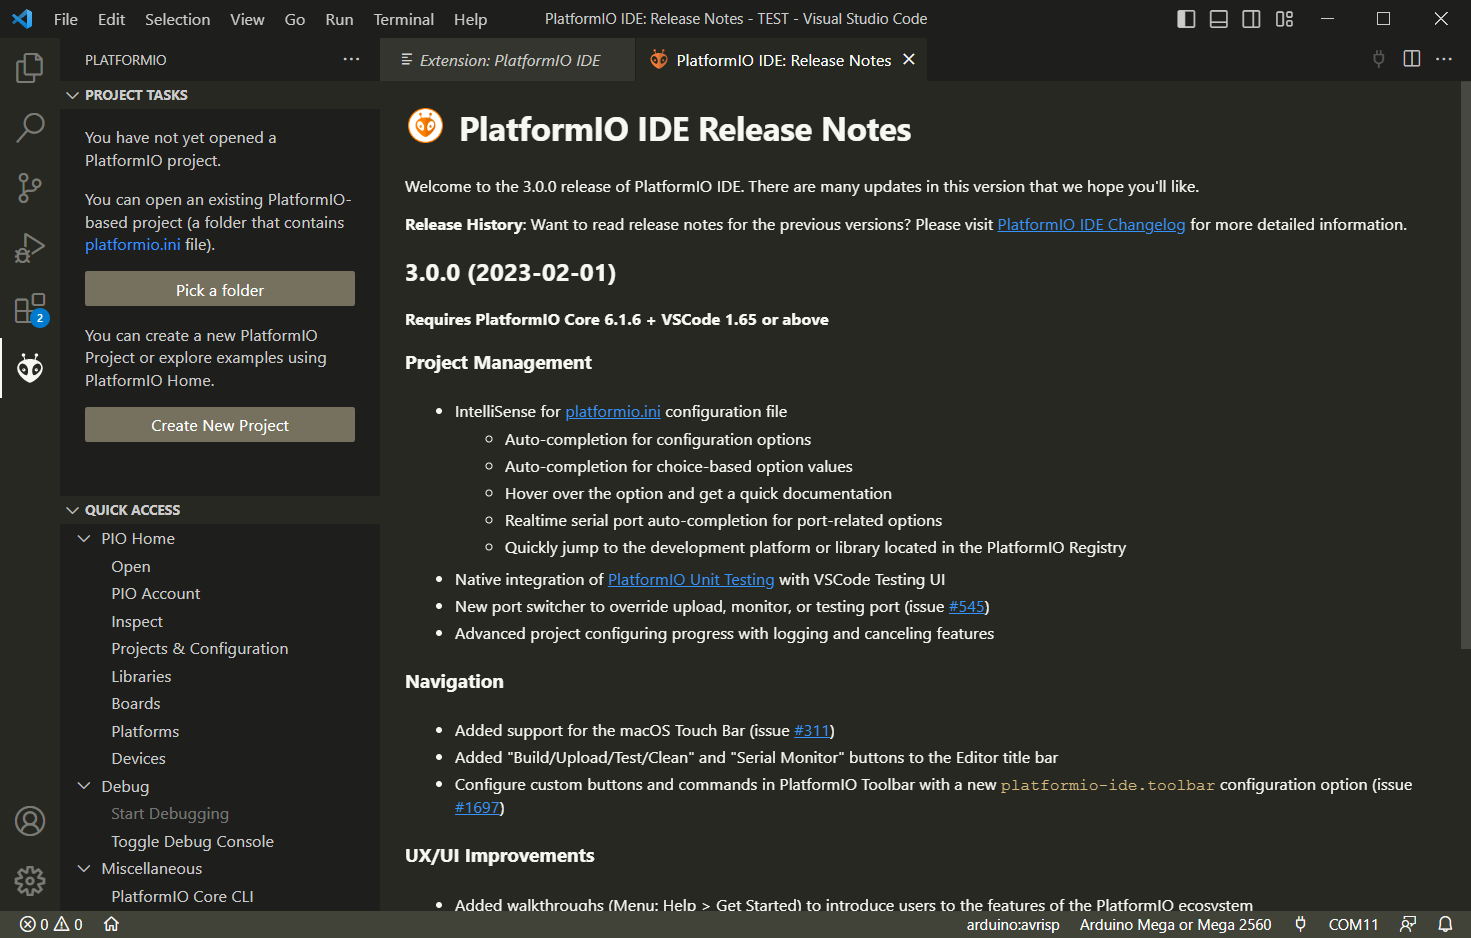 File Edit Selection View Go Run Terminal Help PlatformIO IDE: Release Notes - TEST - Visual Studio Code
PLATFORMIO
Extension: PlatformIO IDE
PlatformIO IDE: Release Notes
PROJECT TASKS
You have not yet opened a
PlatformIO project.
You can open an existing PlatformIO-
based project (a folder that contains
platformio.ini file).
Pick a folder
You can create a new PlatformIO
Project or explore examples using
PlatformIO Home.
Create New Project
2
QUICK ACCESS
PIO Home
Open
PIO Account
Inspect
Projects & Configuration
Libraries
Boards
Platforms
Devices
Debug
Start Debugging
Toggle Debug Console
Miscellaneous
PlatformIO Core CLI
PlatformIO IDE Release Notes
Welcome to the 3.0.0 release of PlatformIO IDE. There are many updates in this version that we hope you'll like.
Release History: Want to read release notes for the previous versions? Please visit PlatformIO IDE Changelog for more detailed information.
3.0.0 (2023-02-01)
Requires PlatformIO Core 6.1.6 + VSCode 1.65 or above
Project Management
• IntelliSense for platformio.ini configuration file
○ Auto-completion for configuration options
○ Auto-completion for choice-based option values
○ Hover over the option and get a quick documentation
○ Realtime serial port auto-completion for port-related options
○ Quickly jump to the development platform or library located in the PlatformIO Registry
• Native integration of PlatformIO Unit Testing with VSCode Testing UI
• New port switcher to override upload, monitor, or testing port (issue #545)
• Advanced project configuring progress with logging and canceling features
Navigation
• Added support for the macOS Touch Bar (issue #311)
• Added "Build/Upload/Test/Clean" and "Serial Monitor" buttons to the Editor title bar
• Configure custom buttons and commands in PlatformIO Toolbar with a new platformio-ide.toolbar configuration option (issue
#1697)
UX/UI Improvements
• Added walkthroughs (Menu: Help > Get Started) to introduce users to the features of the PlatformIO ecosystem
0 0 arduino:avrisp Arduino Mega or Mega 2560 COM11